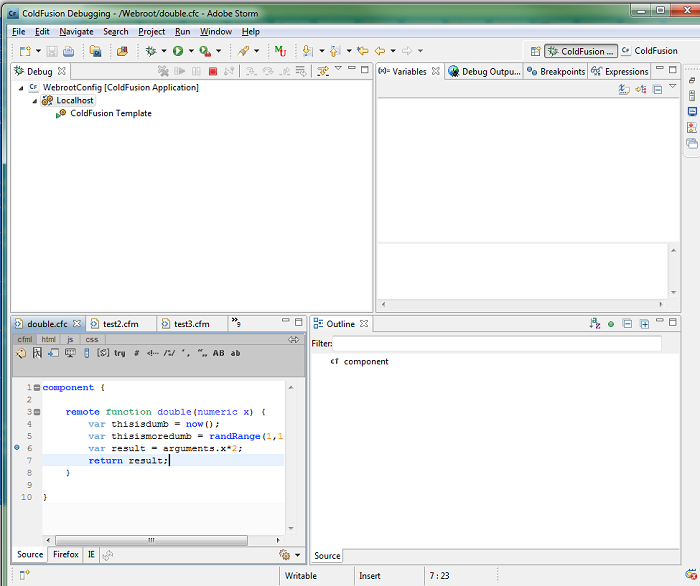 ColdFusion Debugging - /Webroot/double.cfc - Adobe Storm
File Edit Navigate Search Project Run Window Help
ColdFusion ... ColdFusion
Debug
WebrootConfig [ColdFusion Application]
Localhost
ColdFusion Template
(x)= Variables Debug Outpu... Breakpoints Expressions
double.cfc test2.cfm test3.cfm »9
cfml html js css
try # <!-- /*/ AB ab
1 component {
2
3 remote function double(numeric x) {
4 var thisisdumb = now();
5 var thisismoredumb = randRange(1,1
6 var result = arguments.x*2;
7 return result;
8 }
9
10 }
Source Firefox IE
Outline
Filter:
component
Source
Writable Insert 7 : 23